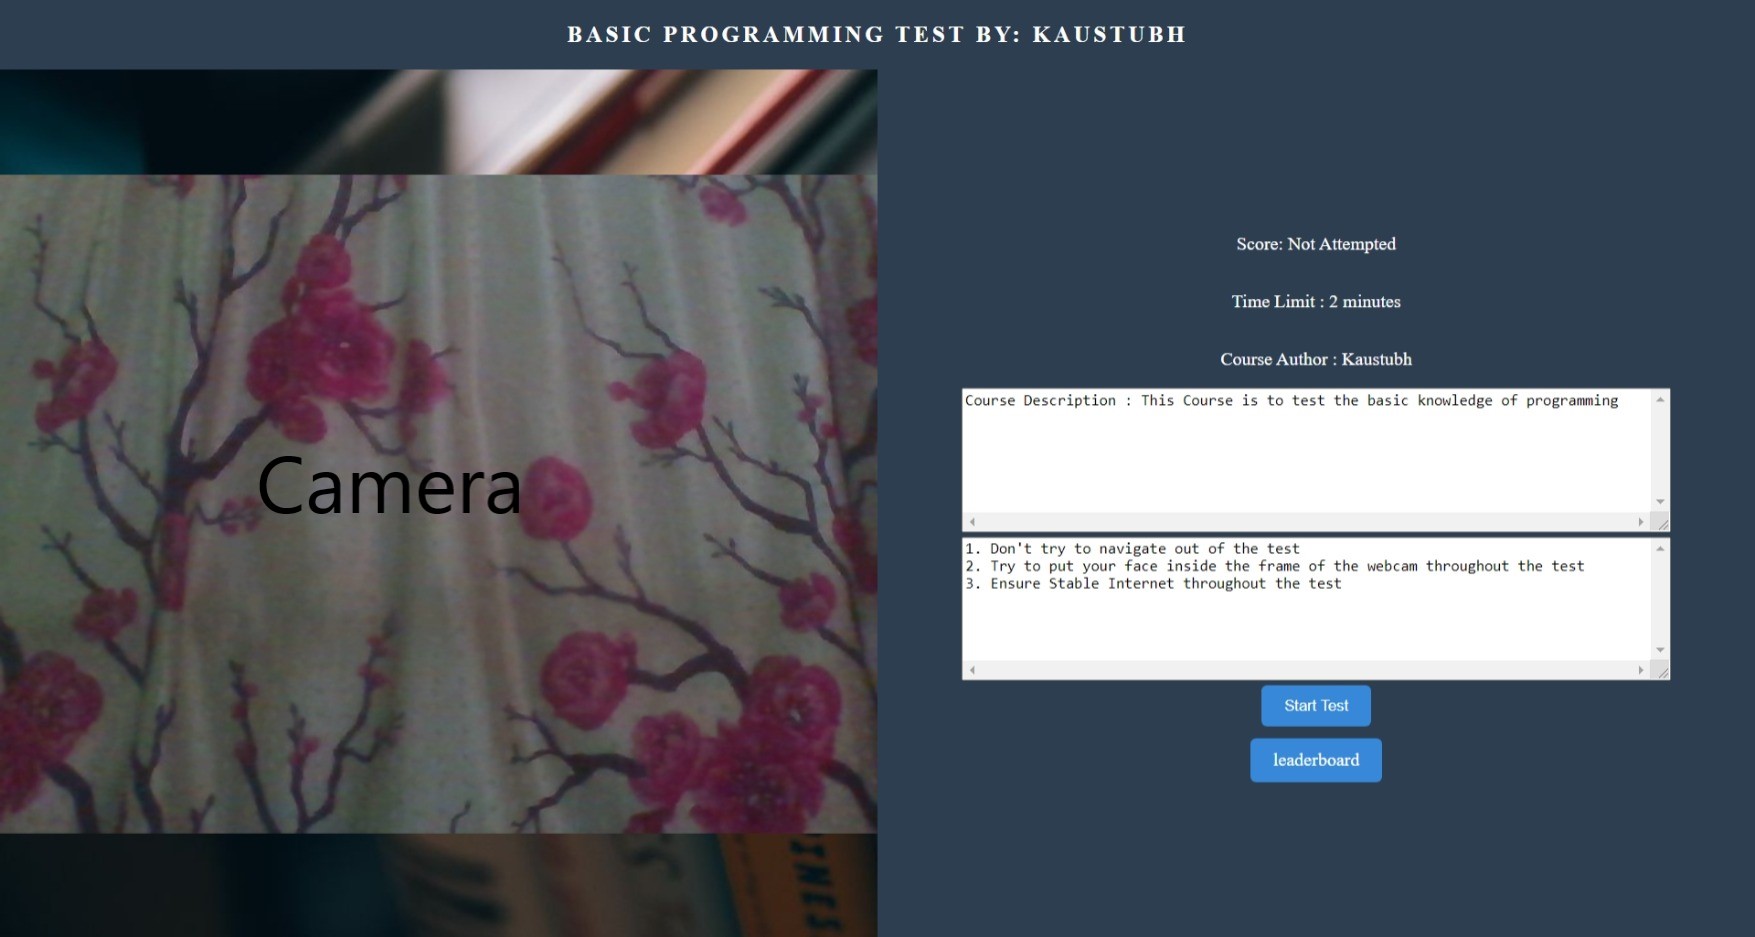 BASIC PROGRAMMING TEST BY: KAUSTUBH
Camera
Score: Not Attempted
Time Limit : 2 minutes
Course Author : Kaustubh
Course Description : This Course is to test the basic knowledge of programming
1. Don't try to navigate out of the test
2. Try to put your face inside the frame of the webcam throughout the test
3. Ensure Stable Internet throughout the test
Start Test
leaderboard